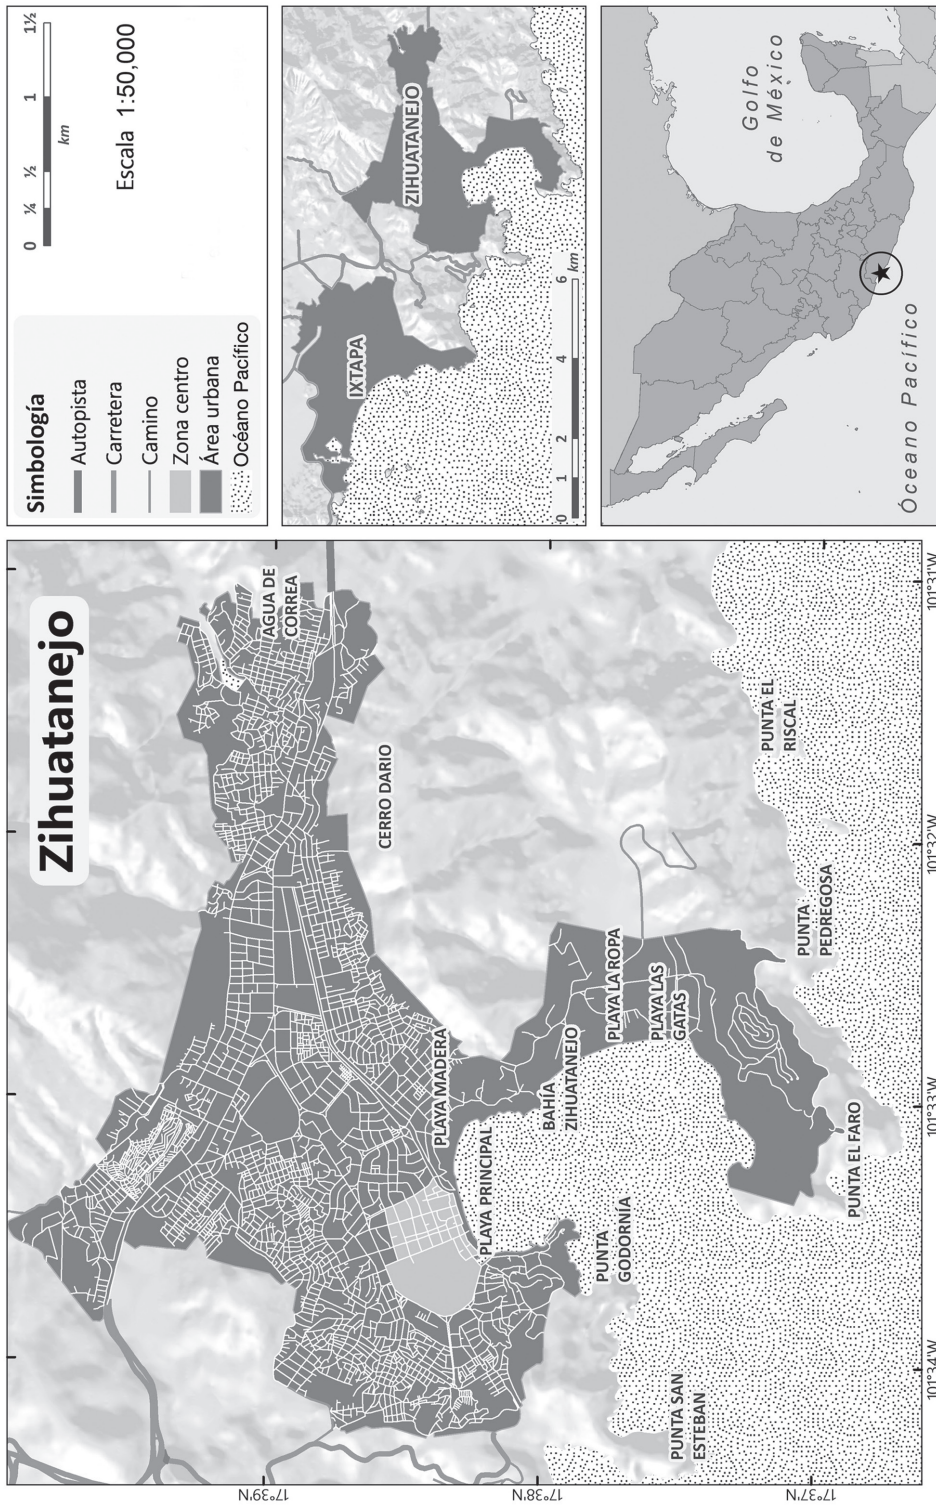 Zihuatanejo
AGUA DE
CORREA
CERRO DARIO
PLAYA MADERA
PLAYA PRINCIPAL
BAHIA
ZIHUATANEJO
PLAYA LA ROPA
PLAYA LAS
GATAS
PUNTA
GODORNIA
PUNTA SAN
ESTEBAN
PUNTA EL FARO
PUNTA
PEDREGOSA
PUNTA EL
RISCAL
17°39'N
17°38'N
17°37'N
101°34'W
101°33'W
101°32'W
101°31'W
Simbología
Autopista
Carretera
Camino
Zona centro
Área urbana
Océano Pacífico
0 ¼ ½ 1 1½
km
Escala 1:50,000
IXTAPA
ZIHUATANEJO
0 1 2 4 6 km
Golfo
de México
Óceano Pacífico